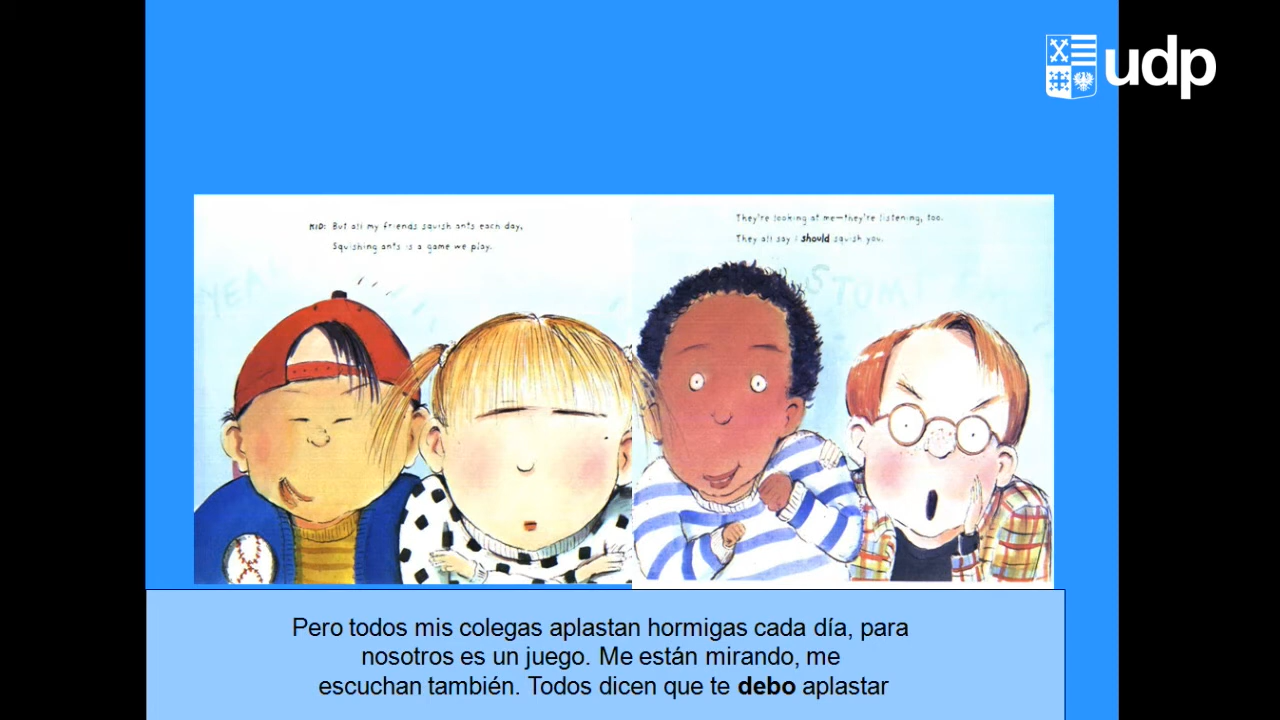 udp
KID: But all my friends squish ants each day,
Squishing ants is a game we play.
They're looking at me—they're listening, too.
They all say I should squish you.
Pero todos mis colegas aplastan hormigas cada día, para
nosotros es un juego. Me están mirando, me
escuchan también. Todos dicen que te debo aplastar